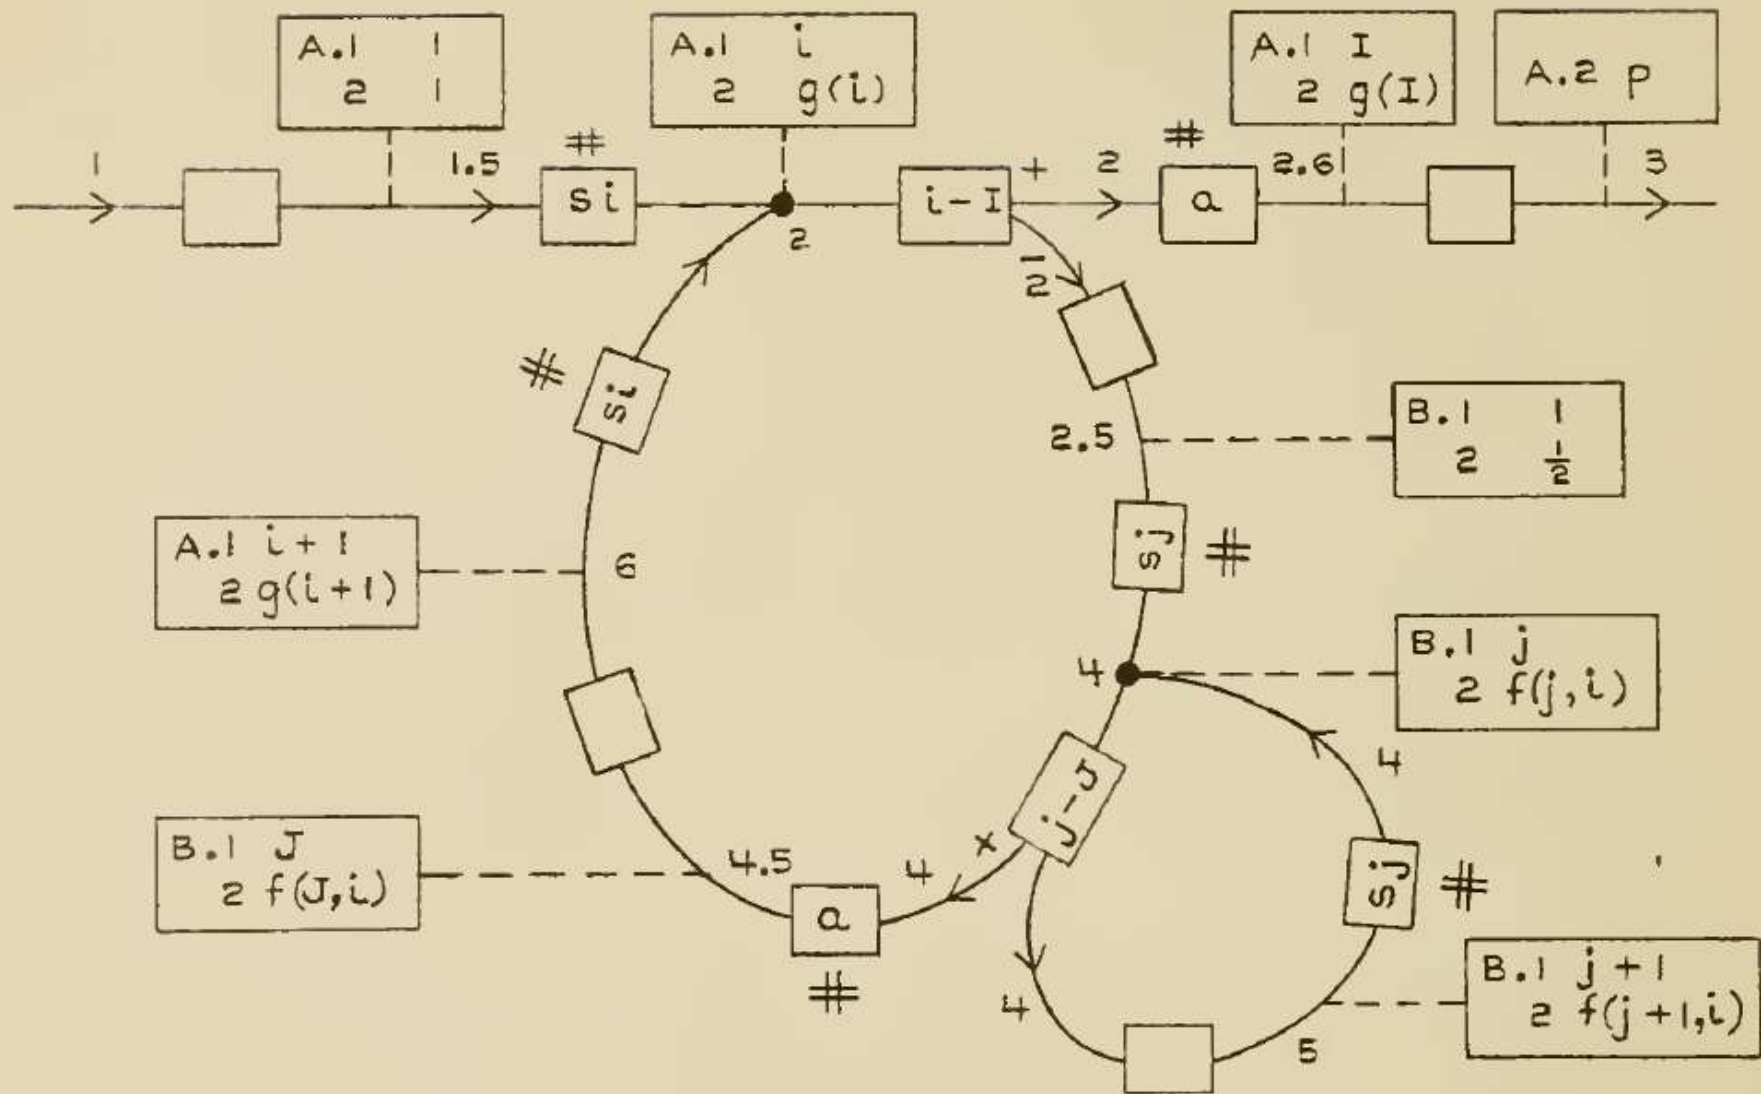 A.1 1
2 1
A.1 i
2 g(i)
A.1 I
2 g(I)
A.2 p
1
1.5
#
si
2
i-I
+
2
#
a
2.6
3
-
2
#
si
2.5
B.1 1
2 1/2
sj
#
A.1 i+1
2 g(i+1)
6
4
B.1 j
2 f(j,i)
j-J
4
B.1 J
2 f(J,i)
4.5
4
+
a
#
sj
#
4
5
B.1 j+1
2 f(j+1,i)